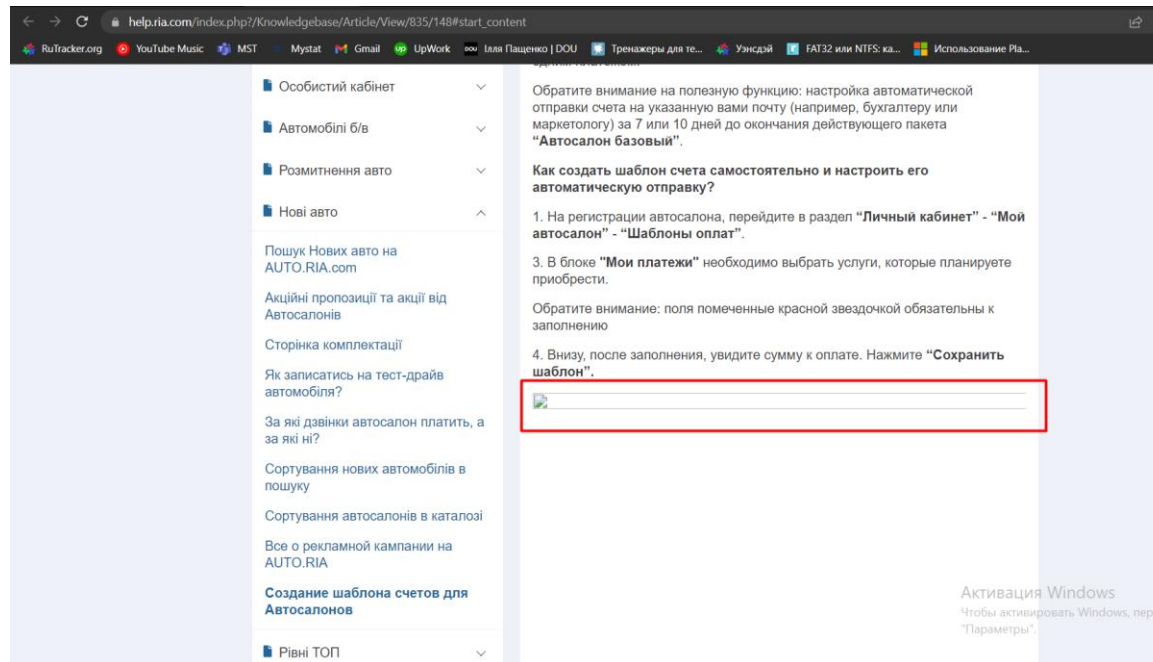 help.ria.com/index.php?/Knowledgebase/Article/View/835/148#start_content
RuTracker.org YouTube Music MST Mystat Gmail UpWork Ілля Пащенко | DOU Тренажеры для те... Уэнсдэй FAT32 или NTFS: ка... Использование Pla...
Особистий кабінет
Автомобілі б/в
Розмитнення авто
Нові авто
Пошук Нових авто на
AUTO.RIA.com
Акційні пропозиції та акції від
Автосалонів
Сторінка комплектації
Як записатись на тест-драйв
автомобіля?
За які дзвінки автосалон платить, а
за які ні?
Сортування нових автомобілів в
пошуку
Сортування автосалонів в каталозі
Все о рекламной кампании на
AUTO.RIA
Создание шаблона счетов для
Автосалонов
Рівні ТОП
Обратите внимание на полезную функцию: настройка автоматической
отправки счета на указанную вами почту (например, бухгалтеру или
маркетологу) за 7 или 10 дней до окончания действующего пакета
“Автосалон базовый”.
Как создать шаблон счета самостоятельно и настроить его
автоматическую отправку?
1. На регистрации автосалона, перейдите в раздел “Личный кабинет” - “Мой
автосалон” - “Шаблоны оплат”.
3. В блоке "Мои платежи" необходимо выбрать услуги, которые планируете
приобрести.
Обратите внимание: поля помеченные красной звездочкой обязательны к
заполнению
4. Внизу, после заполнения, увидите сумму к оплате. Нажмите “Сохранить
шаблон”.
Активация Windows
Чтобы активировать Windows, пер
"Параметры".